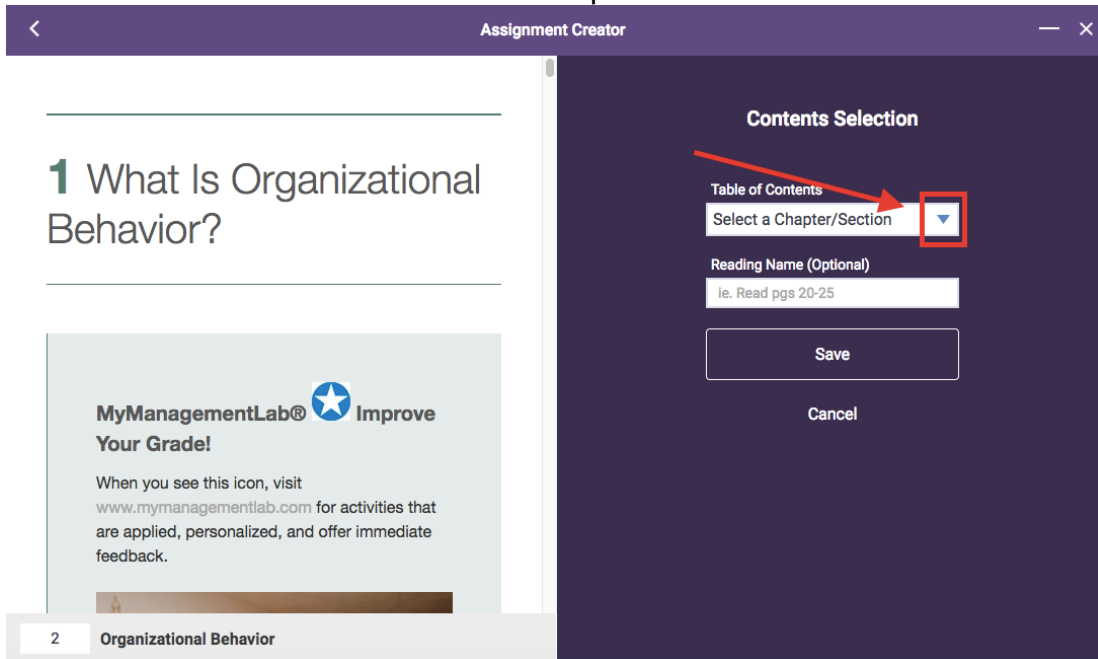 Assignment Creator
1 What Is Organizational
Behavior?
MyManagementLab® Improve
Your Grade!
When you see this icon, visit
www.mymanagementlab.com for activities that
are applied, personalized, and offer immediate
feedback.
2 Organizational Behavior
Contents Selection
Table of Contents
Select a Chapter/Section
Reading Name (Optional)
ie. Read pgs 20-25
Save
Cancel